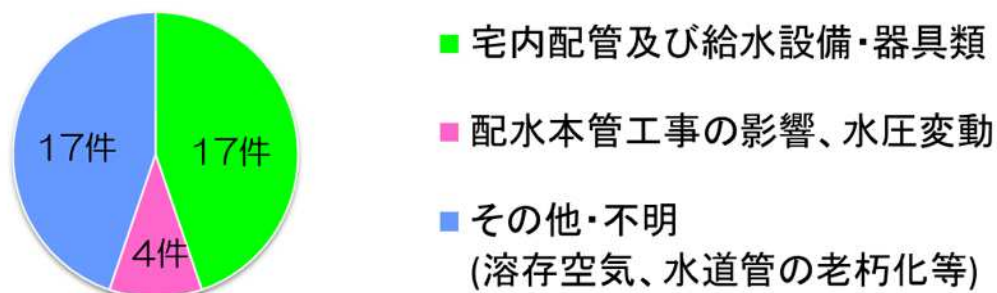 17件
17件
4件
宅内配管及び給水設備・器具類
配水本管工事の影響、水圧変動
その他・不明
(溶存空気、水道管の老朽化等)